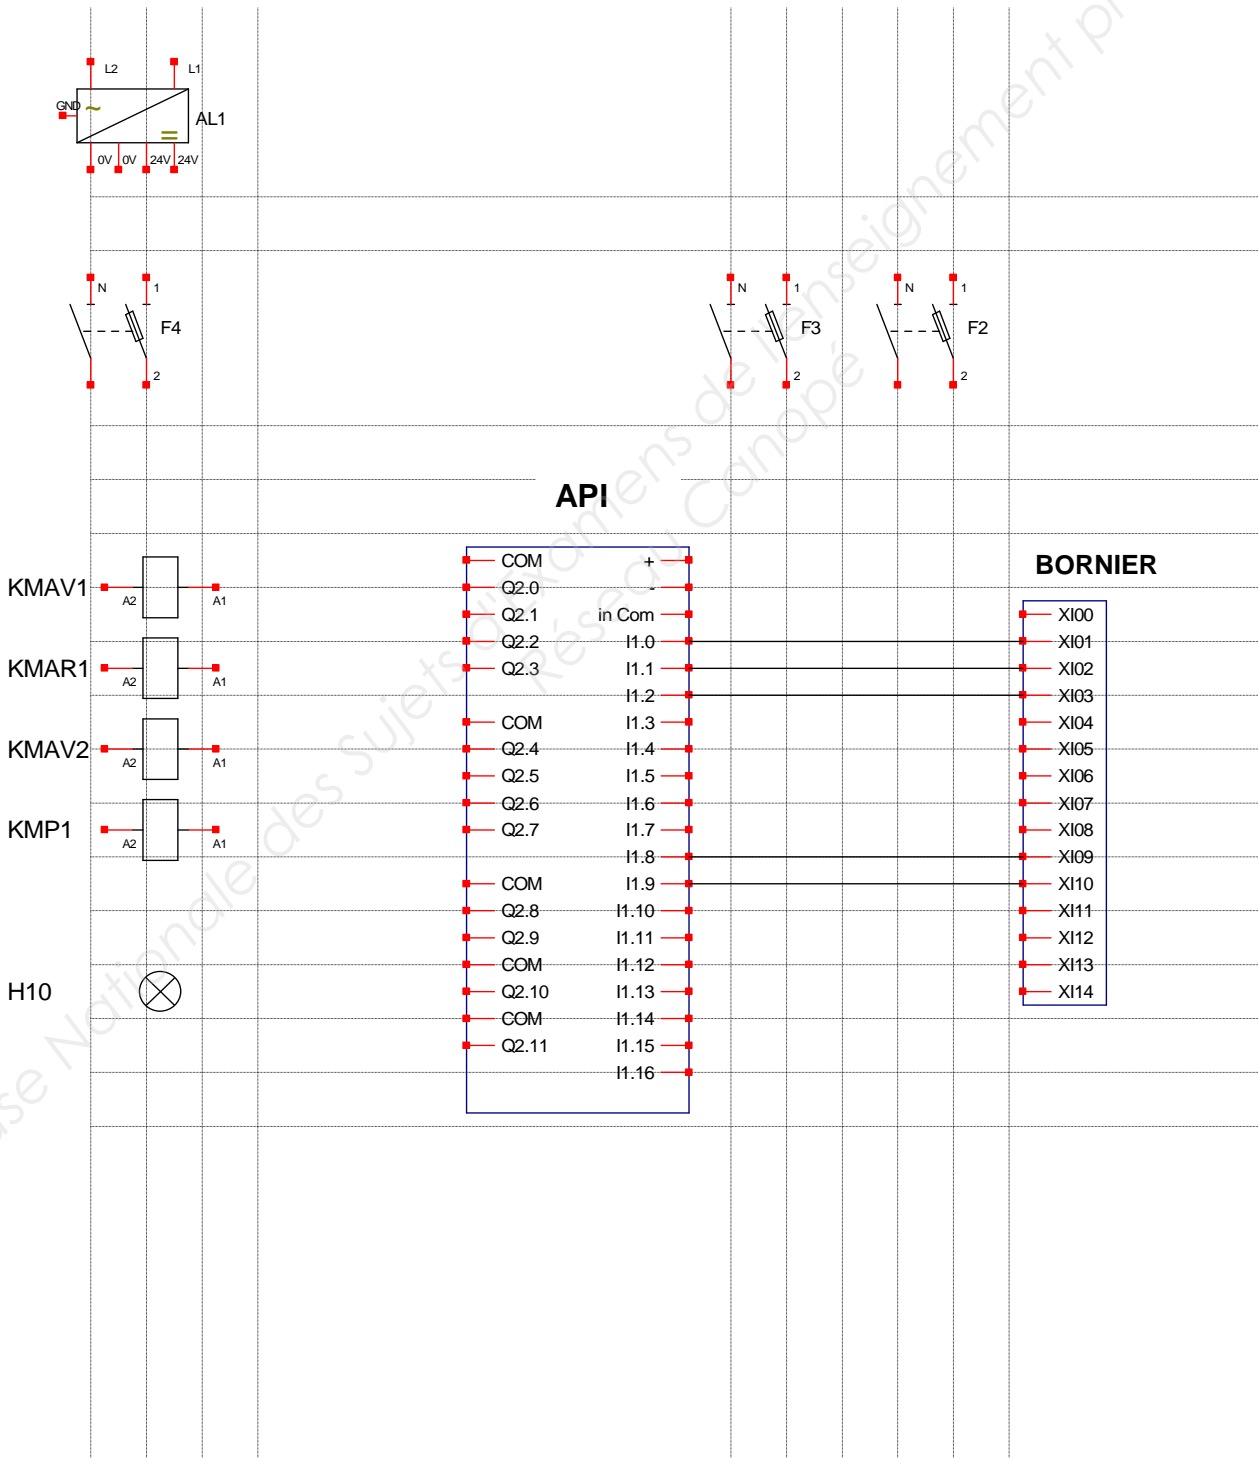 L2 L1
GND ~
AL1
=
0V 0V 24V 24V
N 1 N 1 N 1
F4 F3 F2
2 2 2
API
BORNIER
COM +
KMAV1 A2 A1 Q2.0 -
Q2.1 in Com XI00
Q2.2 I1.0 XI01
KMAR1 A2 A1 Q2.3 I1.1 XI02
I1.2 XI03
COM I1.3 XI04
KMAV2 A2 A1 Q2.4 I1.4 XI05
Q2.5 I1.5 XI06
Q2.6 I1.6 XI07
KMP1 A2 A1 Q2.7 I1.7 XI08
I1.8 XI09
COM I1.9 XI10
Q2.8 I1.10 XI11
Q2.9 I1.11 XI12
COM I1.12 XI13
H10 Q2.10 I1.13 XI14
COM I1.14
Q2.11 I1.15
I1.16
Nationale des Sujets d'Examens de l'enseignement
Réseau Canopé